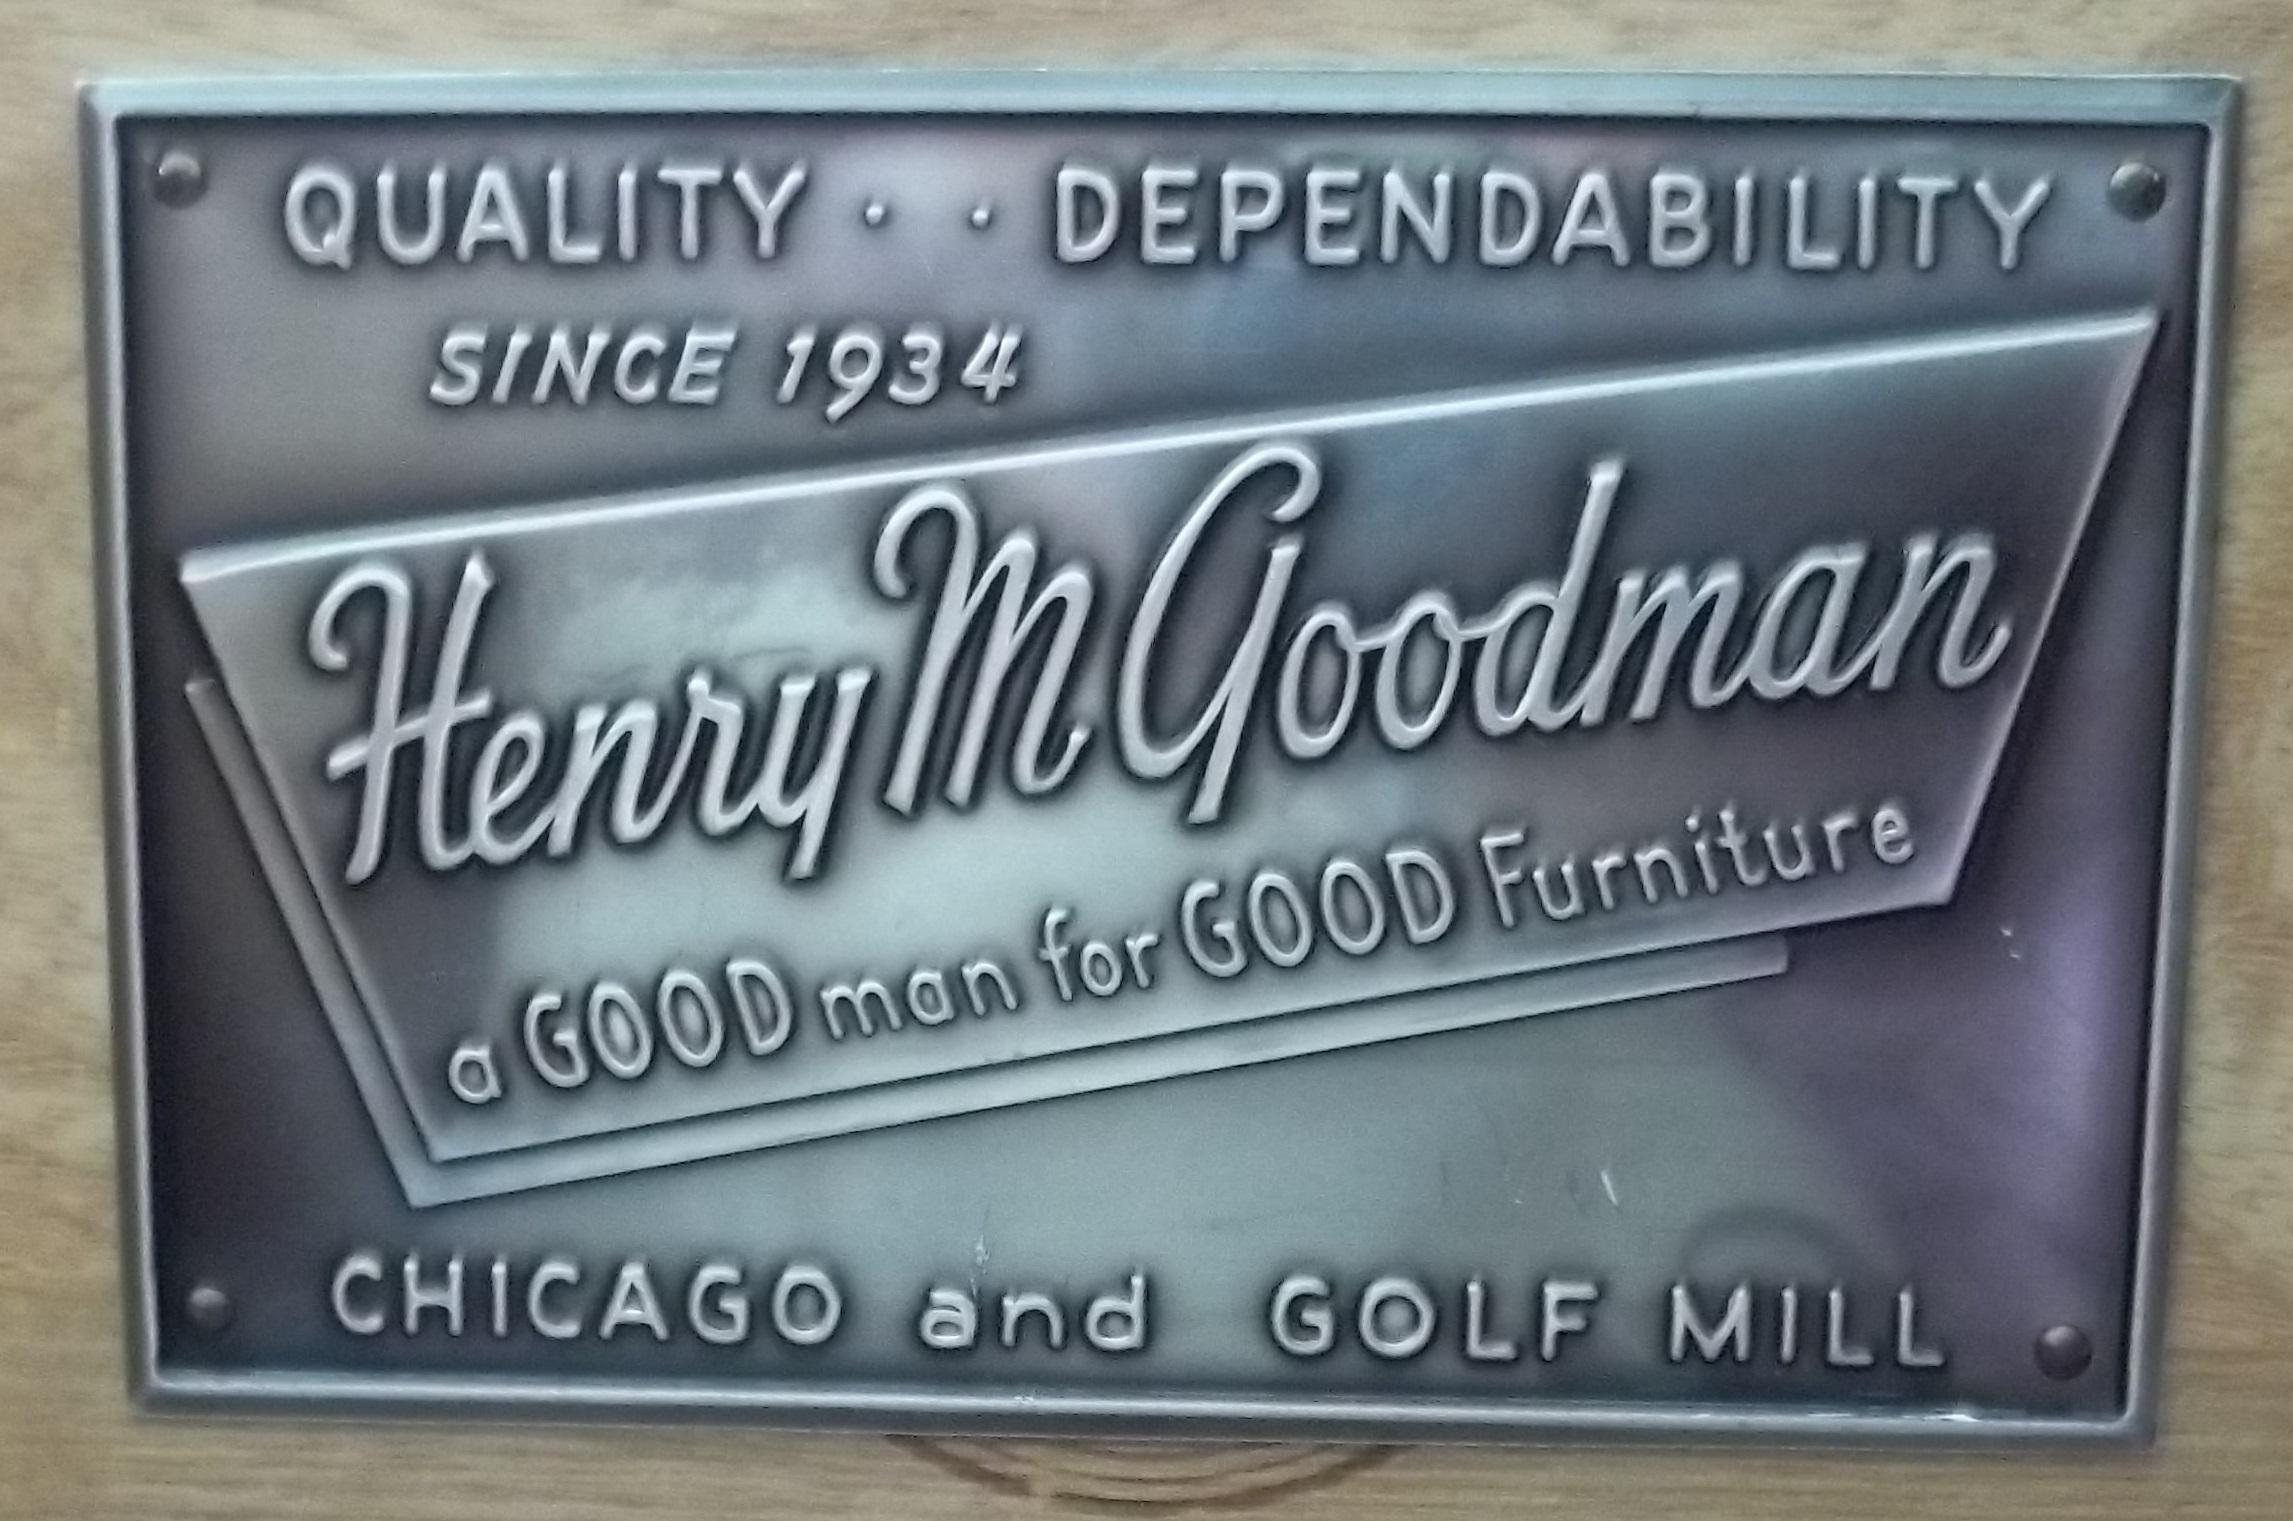 QUALITY · · DEPENDABILITY
SINCE 1934
Henry M Goodman
a GOOD man for GOOD Furniture
CHICAGO and GOLF MILL